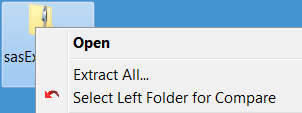 Open
sasEx
Extract All...
Select Left Folder for Compare